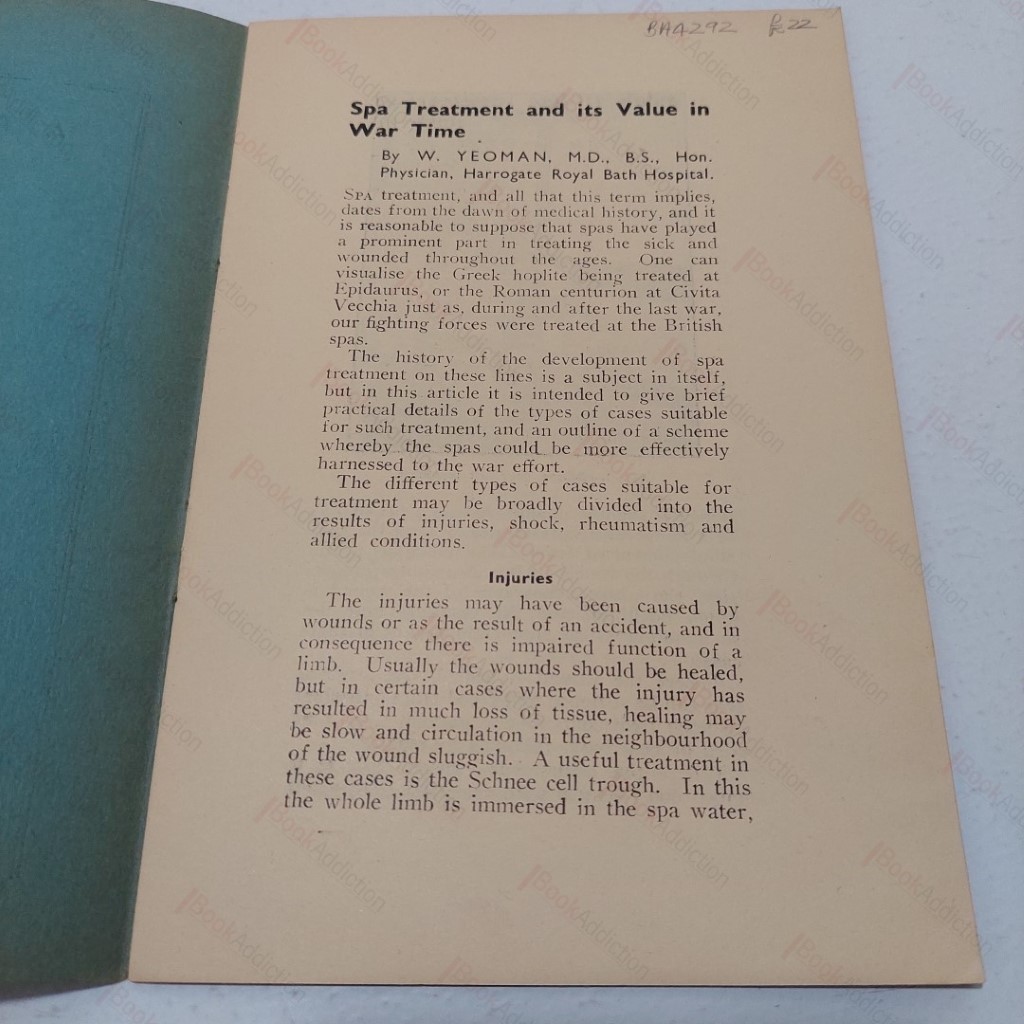 BA4292 £22
Spa Treatment and its Value in
War Time
By W. YEOMAN, M.D., B.S., Hon.
Physician, Harrogate Royal Bath Hospital.
SPA treatment, and all that this term implies,
dates from the dawn of medical history, and it
is reasonable to suppose that spas have played
a prominent part in treating the sick and
wounded throughout the ages. One can
visualise the Greek hoplite being treated at
Epidaurus, or the Roman centurion at Civita
Vecchia just as, during and after the last war,
our fighting forces were treated at the British
spas.
The history of the development of spa
treatment on these lines is a subject in itself,
but in this article it is intended to give brief
practical details of the types of cases suitable
for such treatment, and an outline of a scheme
whereby the spas could be more effectively
harnessed to the war effort.
The different types of cases suitable for
treatment may be broadly divided into the
results of injuries, shock, rheumatism and
allied conditions.
Injuries
The injuries may have been caused by
wounds or as the result of an accident, and in
consequence there is impaired function of a
limb. Usually the wounds should be healed,
but in certain cases where the injury has
resulted in much loss of tissue, healing may
be slow and circulation in the neighbourhood
of the wound sluggish. A useful treatment in
these cases is the Schnee cell trough. In this
the whole limb is immersed in the spa water,
BookAddiction